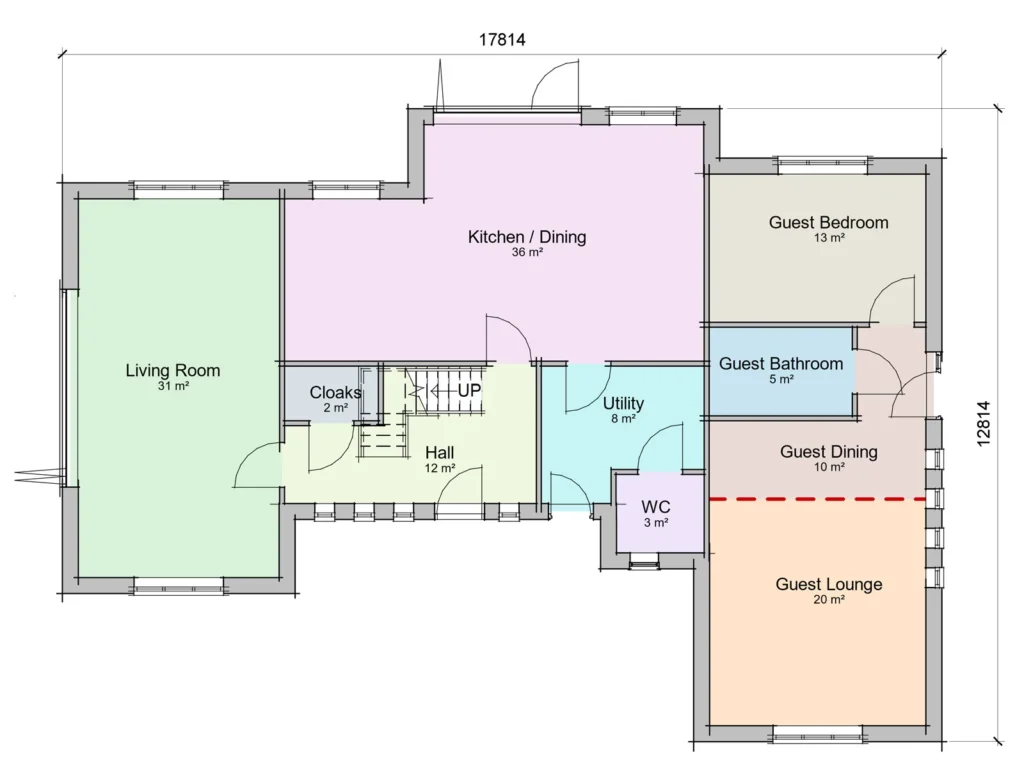 17814
Kitchen / Dining
36 m²
Guest Bedroom
13 m²
Living Room
31 m²
Guest Bathroom
5 m²
Cloaks
2 m²
UP
Utility
8 m²
12814
Hall
12 m²
Guest Dining
10 m²
WC
3 m²
Guest Lounge
20 m²